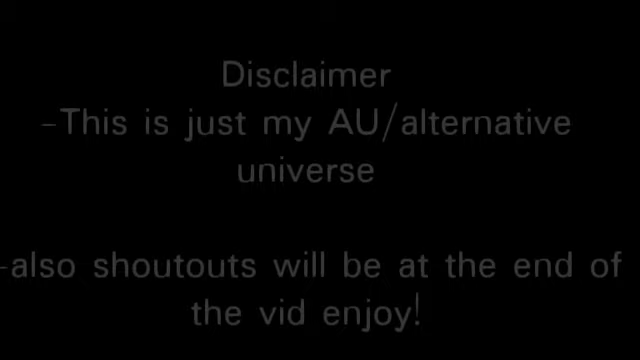 Disclaimer
-This is just my AU/alternative
universe
-also shoutouts will be at the end of
the vid enjoy!